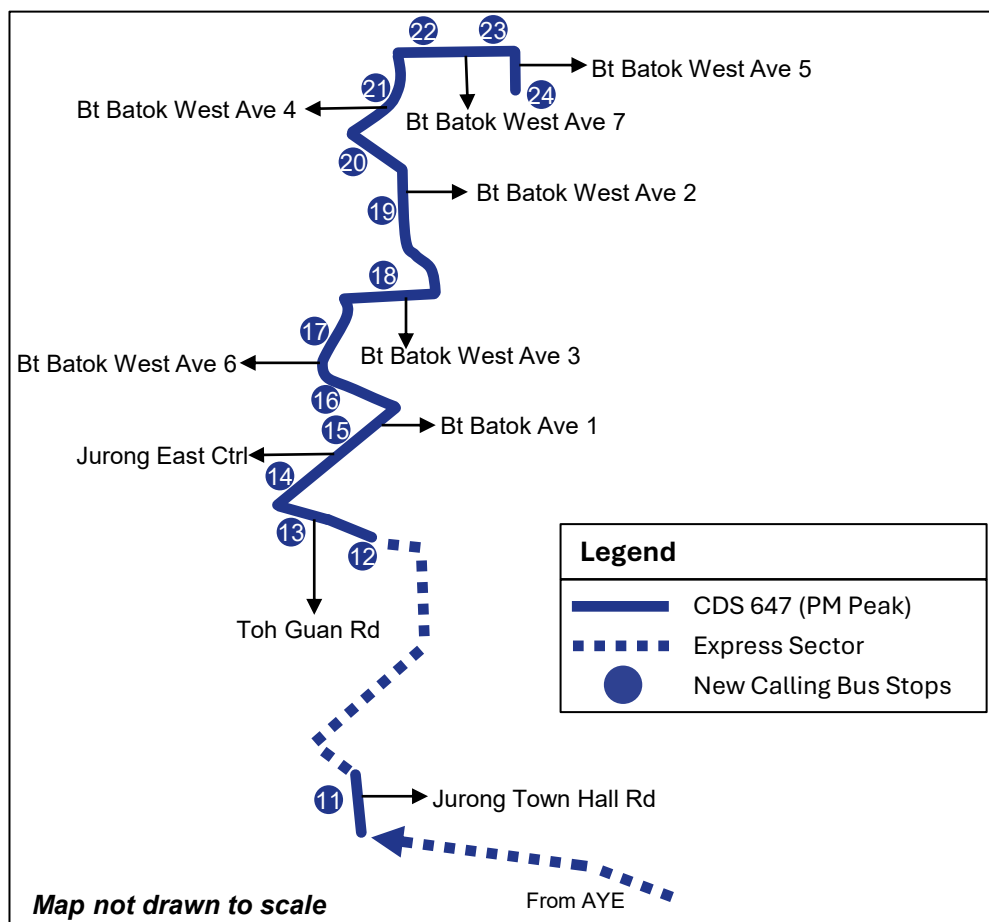 22
23
Bt Batok West Ave 5
21
24
Bt Batok West Ave 4
Bt Batok West Ave 7
20
Bt Batok West Ave 2
19
18
17
Bt Batok West Ave 3
Bt Batok West Ave 6
16
Bt Batok Ave 1
15
Jurong East Ctrl
14
13
12
Toh Guan Rd
Legend
CDS 647 (PM Peak)
Express Sector
New Calling Bus Stops
11
Jurong Town Hall Rd
From AYE
Map not drawn to scale